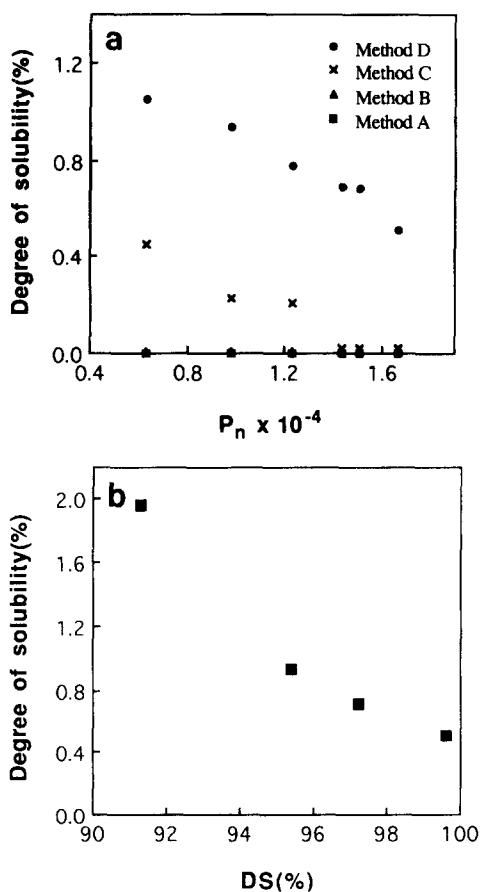 a
Degree of solubility(%)
1.2
0.8
0.4
0.0
● Method D
× Method C
▲ Method B
■ Method A
0.4 0.8 1.2 1.6
Pₙ x 10⁻⁴
b
Degree of solubility(%)
2.0
1.6
1.2
0.8
0.4
0.0
90 92 94 96 98 100
DS(%)